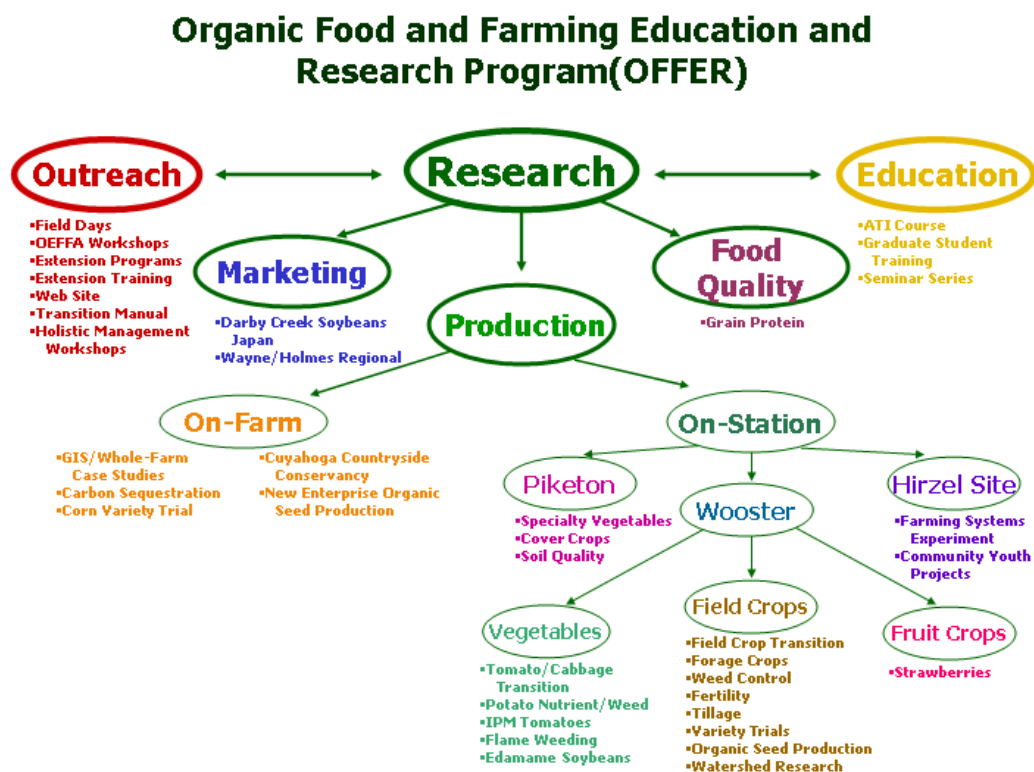 Organic Food and Farming Education and
Research Program(OFFER)
Outreach
Research
Education
▪Field Days
▪OEFFA Workshops
▪Extension Programs
▪Extension Training
▪Web Site
▪Transition Manual
▪Holistic Management
Workshops
Marketing
▪Darby Creek Soybeans
Japan
▪Wayne/Holmes Regional
Production
Food
Quality
▪Grain Protein
▪ATI Course
▪Graduate Student
Training
▪Seminar Series
On-Farm
▪GIS/Whole-Farm
Case Studies
▪Carbon Sequestration
▪Corn Variety Trial
▪Cuyahoga Countryside
Conservancy
▪New Enterprise Organic
Seed Production
On-Station
Piketon
▪Specialty Vegetables
▪Cover Crops
▪Soil Quality
Wooster
Hirzel Site
▪Farming Systems
Experiment
▪Community Youth
Projects
Vegetables
▪Tomato/Cabbage
Transition
▪Potato Nutrient/Weed
▪IPM Tomatoes
▪Flame Weeding
▪Edamame Soybeans
Field Crops
▪Field Crop Transition
▪Forage Crops
▪Weed Control
▪Fertility
▪Tillage
▪Variety Trials
▪Organic Seed Production
▪Watershed Research
Fruit Crops
▪Strawberries